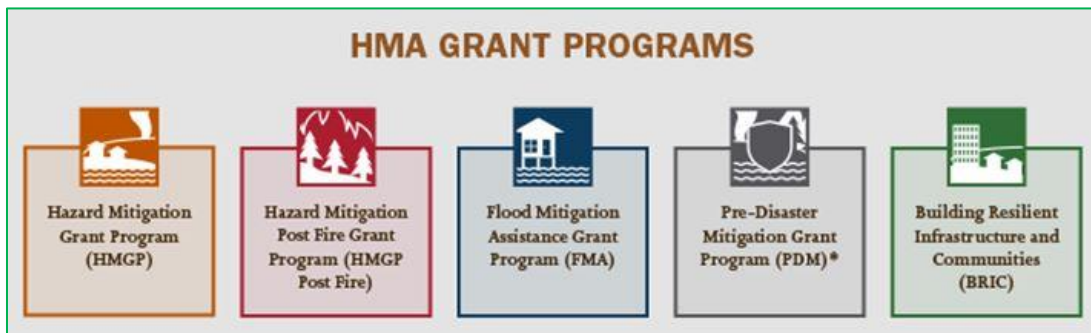 HMA GRANT PROGRAMS
Hazard Mitigation
Grant Program
(HMGP)
Hazard Mitigation
Post Fire Grant
Program (HMGP
Post Fire)
Flood Mitigation
Assistance Grant
Program (FMA)
Pre-Disaster
Mitigation Grant
Program (PDM)*
Building Resilient
Infrastructure and
Communities
(BRIC)